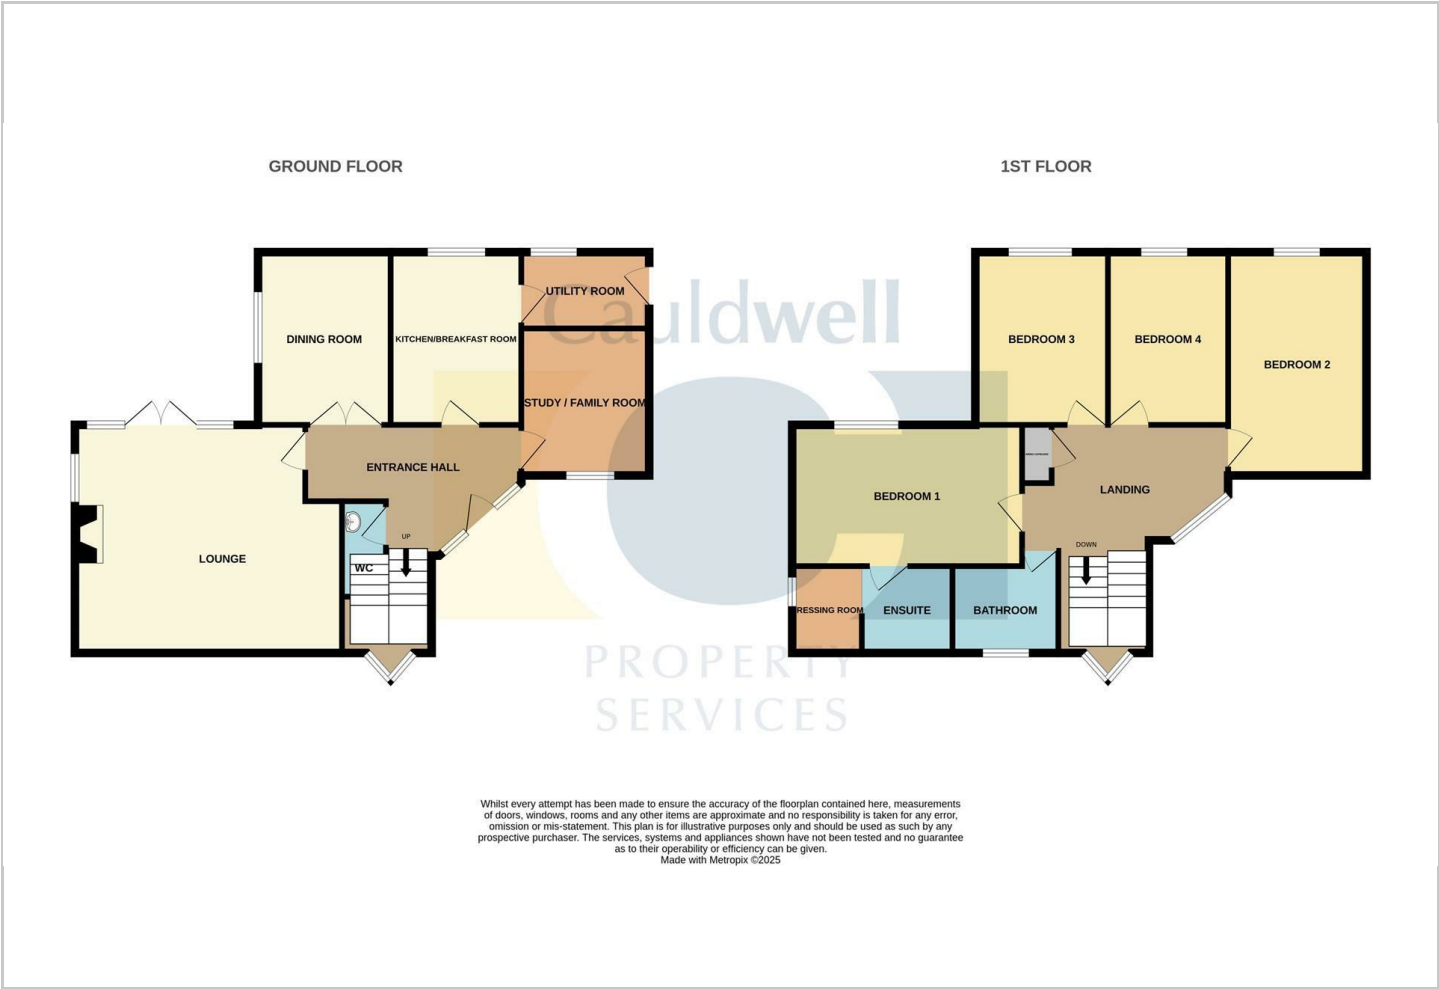 GROUND FLOOR
1ST FLOOR
Cauldwell
PROPERTY
SERVICES
UTILITY ROOM
DINING ROOM
KITCHEN/BREAKFAST ROOM
STUDY / FAMILY ROOM
ENTRANCE HALL
UP
LOUNGE
WC
BEDROOM 3
BEDROOM 4
BEDROOM 2
BEDROOM 1
LANDING
DOWN
RESSING ROOM
ENSUITE
BATHROOM
Whilst every attempt has been made to ensure the accuracy of the floorplan contained here, measurements
of doors, windows, rooms and any other items are approximate and no responsibility is taken for any error,
omission or mis-statement. This plan is for illustrative purposes only and should be used as such by any
prospective purchaser. The services, systems and appliances shown have not been tested and no guarantee
as to their operability or efficiency can be given.
Made with Metropix ©2025